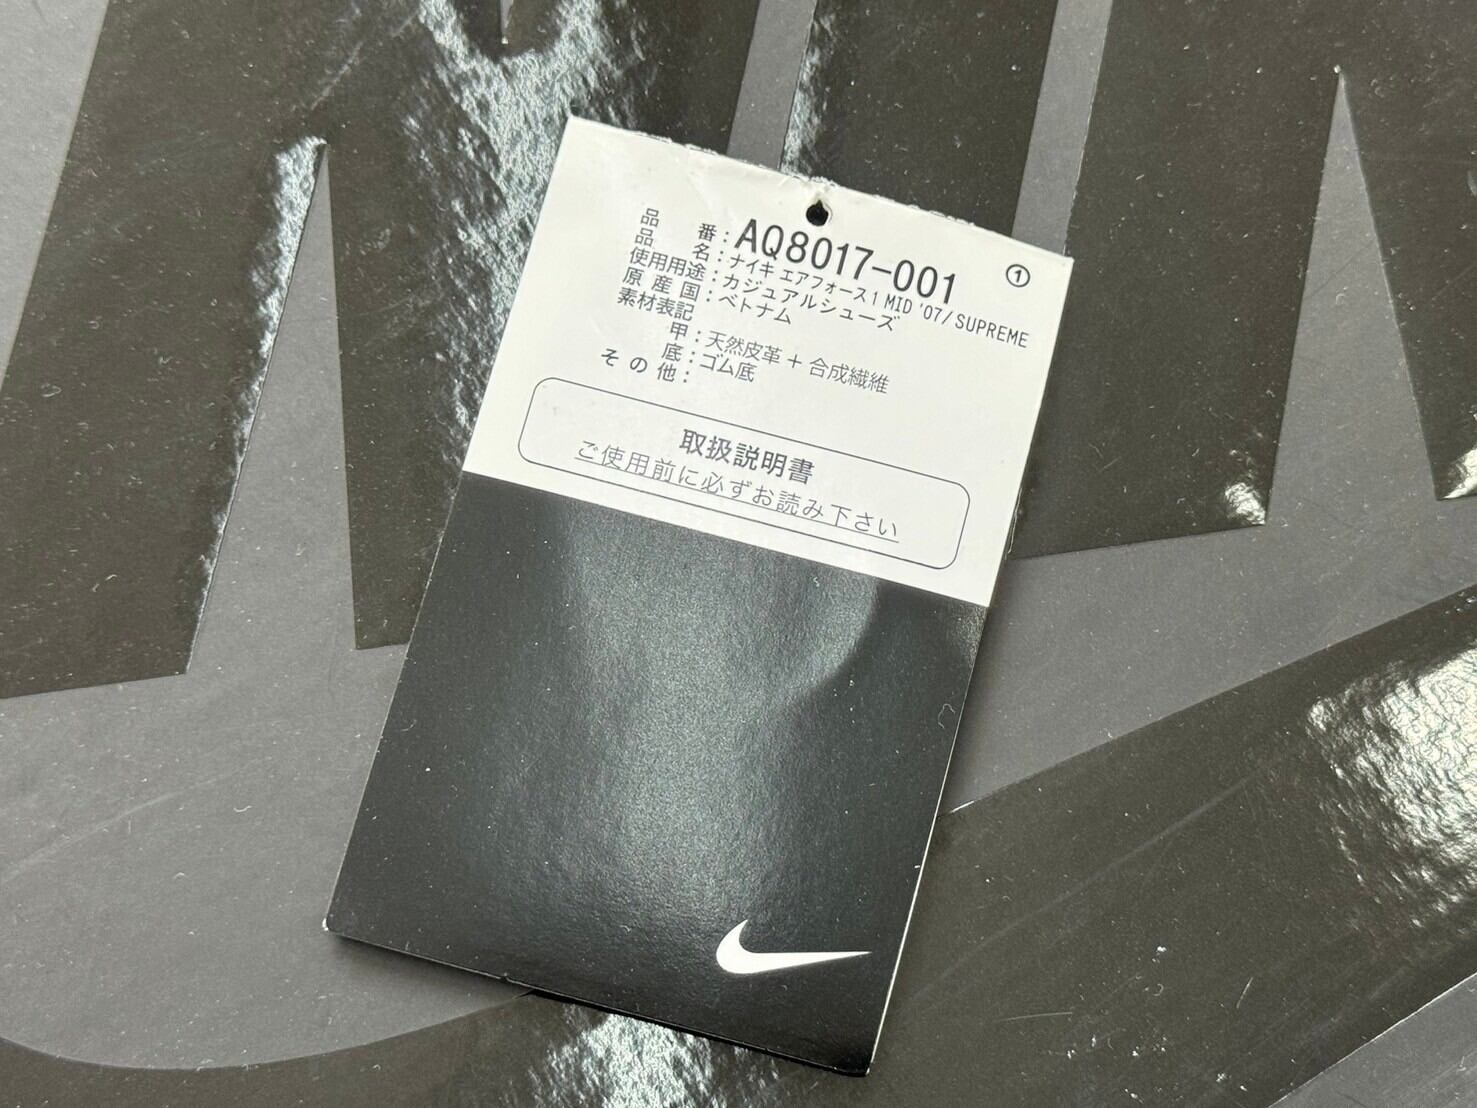 品番：AQ8017-001 ①
品名：ナイキ エアフォース1 MID '07/SUPREME
使用用途：カジュアルシューズ
原産国：ベトナム
素材表記
甲：天然皮革＋合成繊維
底：ゴム底
その他：
取扱説明書
ご使用前に必ずお読み下さい